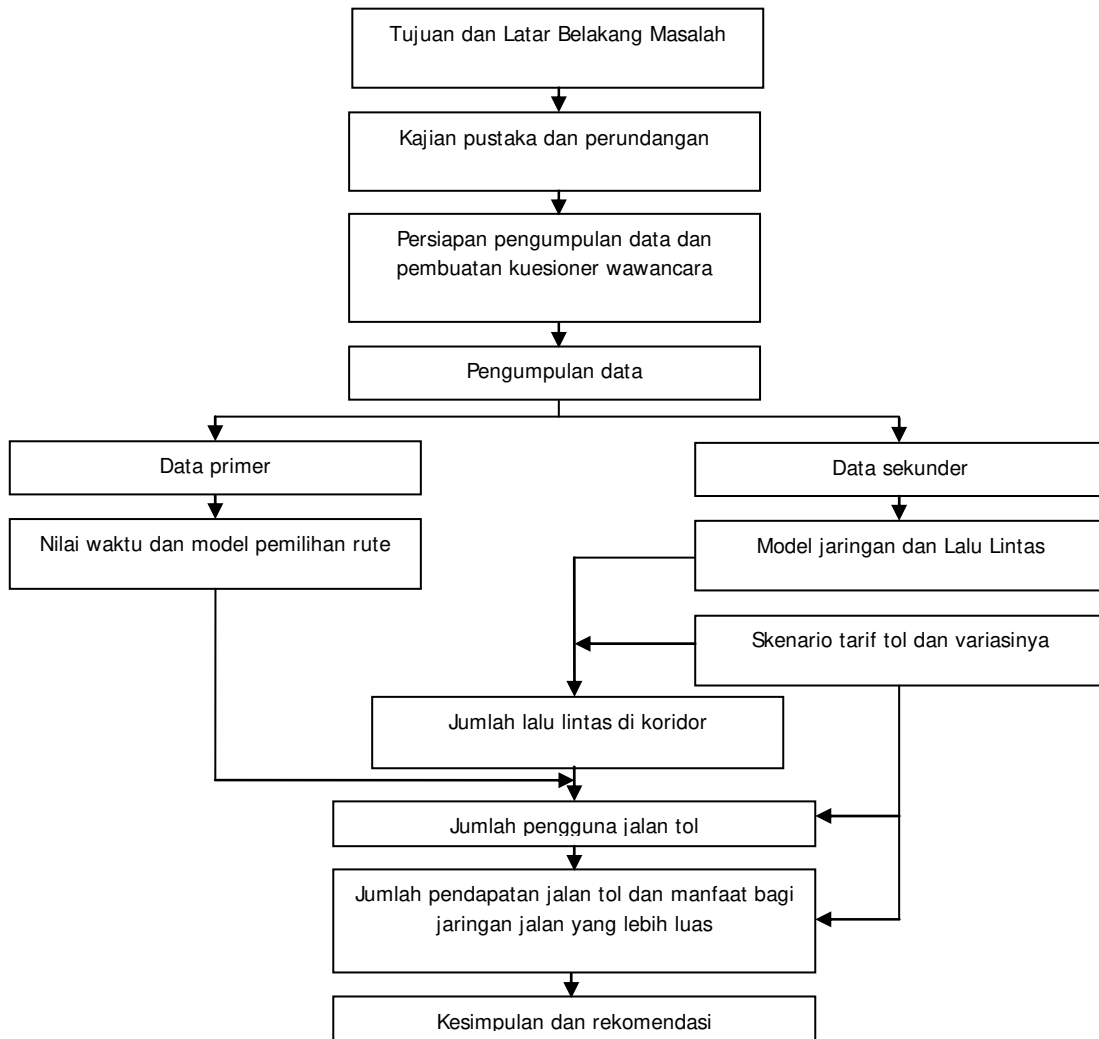 Tujuan dan Latar Belakang Masalah
Kajian pustaka dan perundangan
Persiapan pengumpulan data dan
pembuatan kuesioner wawancara
Pengumpulan data
Data primer
Data sekunder
Nilai waktu dan model pemilihan rute
Model jaringan dan Lalu Lintas
Skenario tarif tol dan variasinya
Jumlah lalu lintas di koridor
Jumlah pengguna jalan tol
Jumlah pendapatan jalan tol dan manfaat bagi
jaringan jalan yang lebih luas
Kesimpulan dan rekomendasi